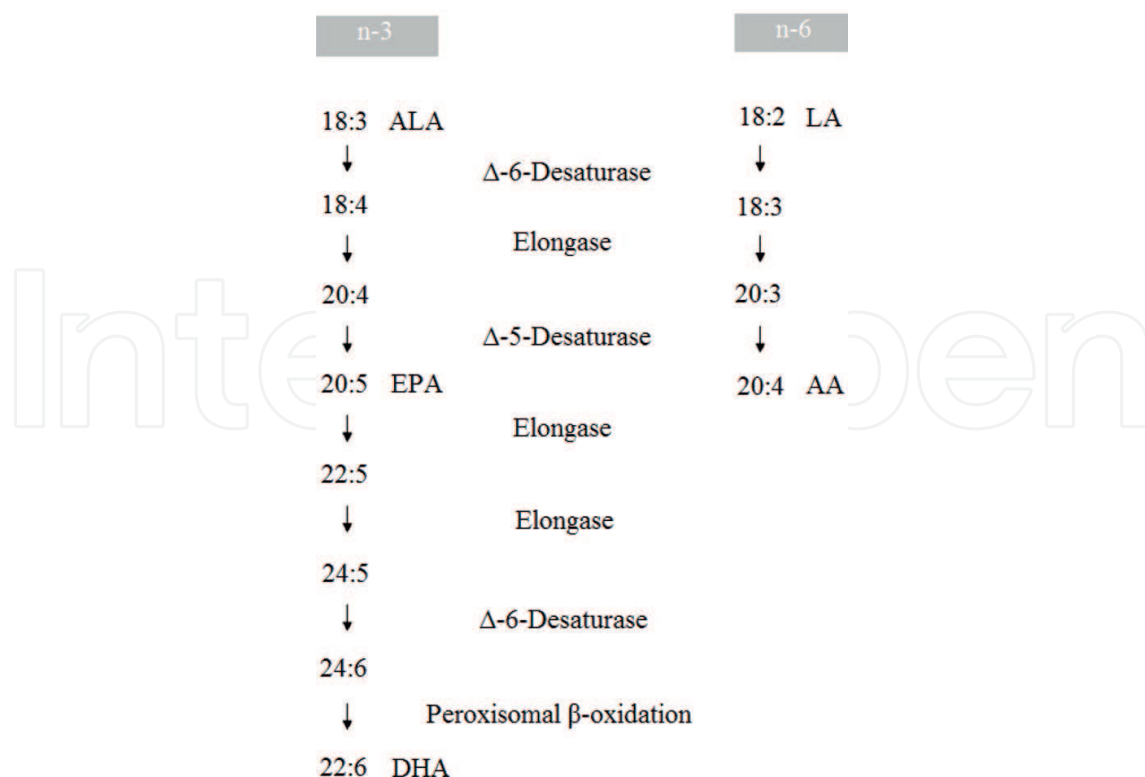 n-3 n-6
18:3 ALA 18:2 LA
Δ-6-Desaturase
18:4 18:3
Elongase
20:4 20:3
Δ-5-Desaturase
20:5 EPA 20:4 AA
Elongase
22:5
Elongase
24:5
Δ-6-Desaturase
24:6
Peroxisomal β-oxidation
22:6 DHA